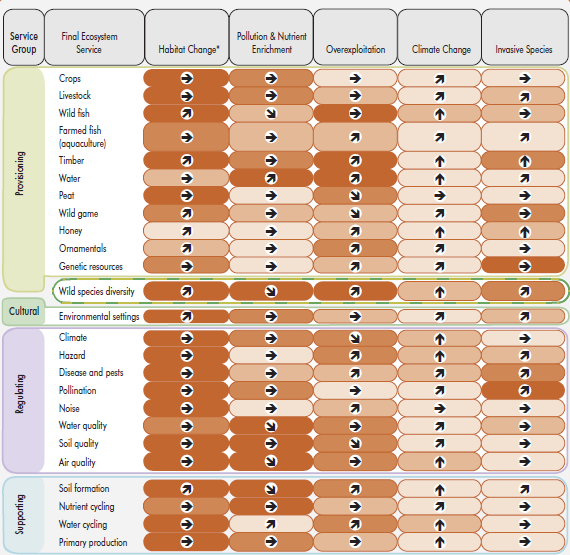 Service Group
Final Ecosystem Service
Habitat Change*
Pollution & Nutrient Enrichment
Overexploitation
Climate Change
Invasive Species
Provisioning
Crops
Livestock
Wild fish
Farmed fish
(aquaculture)
Timber
Water
Peat
Wild game
Honey
Ornamentals
Genetic resources
Wild species diversity
Cultural
Environmental settings
Regulating
Climate
Hazard
Disease and pests
Pollination
Noise
Water quality
Soil quality
Air quality
Supporting
Soil formation
Nutrient cycling
Water cycling
Primary production